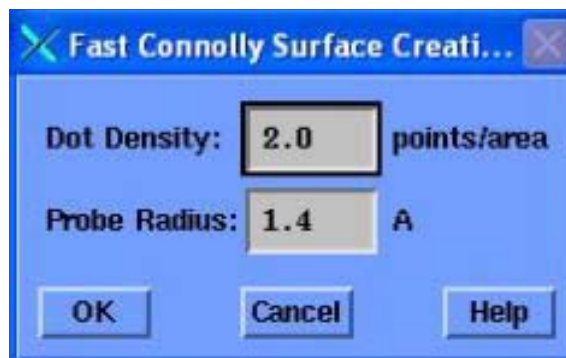 Fast Connolly Surface Creati...
Dot Density: 2.0 points/area
Probe Radius: 1.4 A
OK Cancel Help